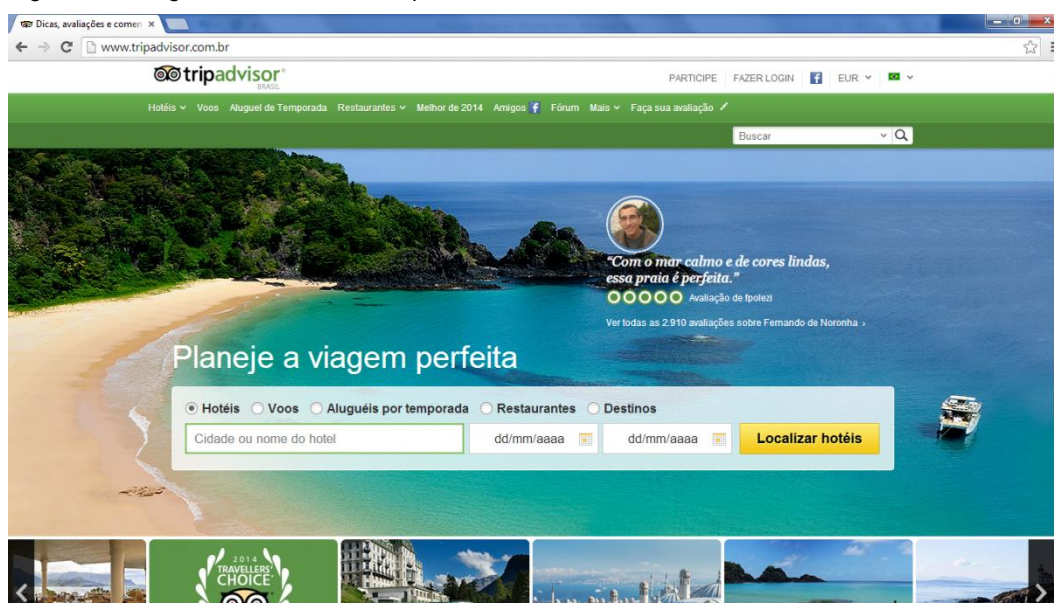 Dicas, avaliações e comen
www.tripadvisor.com.br
tripadvisor
BRASIL
PARTICIPE FAZER LOGIN EUR
Hotéis Voos Aluguel de Temporada Restaurantes Melhor de 2014 Amigos Fórum Mais Faça sua avaliação
Buscar
"Com o mar calmo e de cores lindas,
essa praia é perfeita."
Avaliação de fpolezi
Ver todas as 2.910 avaliações sobre Fernando de Noronha ›
Planeje a viagem perfeita
Hotéis Voos Aluguéis por temporada Restaurantes Destinos
Cidade ou nome do hotel dd/mm/aaaa dd/mm/aaaa Localizar hotéis
2014
TRAVELLERS'
CHOICE